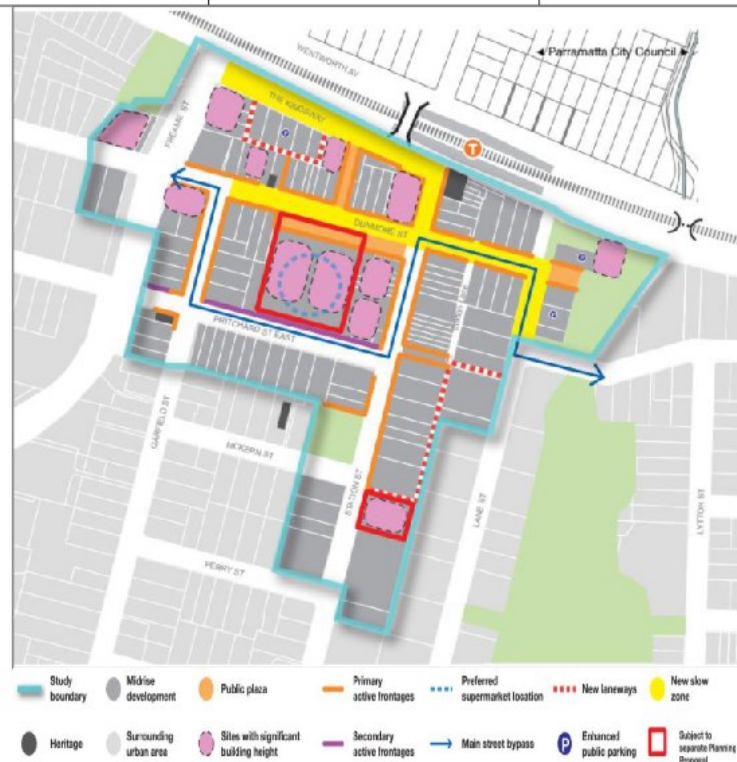 WENTWORTH AV
Parramatta City Council
THE KINGSWAY
FREAME ST
P
T
DUNMORE ST
P
P
PRITCHARD ST EAST
GARFIELD ST
MCKERN ST
STATION ST
LANE ST
LYTTON ST
PERRY ST
Study
boundary
Midrise
development
Public plaza
Primary
active frontages
Preferred
supermarket location
New laneways
New slow
zone
Heritage
Surrounding
urban area
Sites with significant
building height
Secondary
active frontages
Main street bypass
P
Enhanced
public parking
Subject to
separate Planning
Proposal